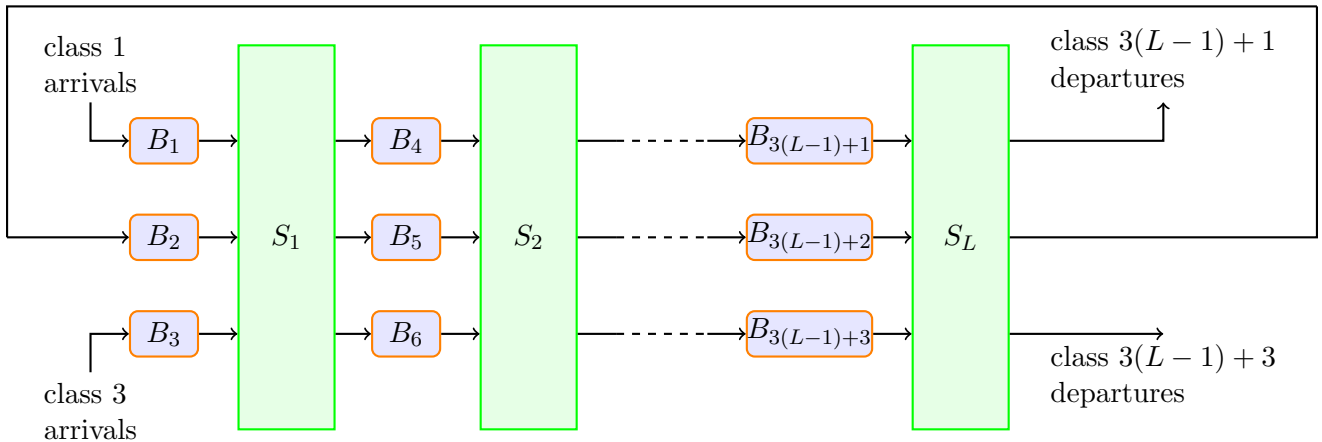 class 1
arrivals
class 3(L − 1) + 1
departures
B₁
B₄
B₃₍L₋₁₎₊₁
B₂
S₁
B₅
S₂
B₃₍L₋₁₎₊₂
S_L
B₃
B₆
B₃₍L₋₁₎₊₃
class 3
arrivals
class 3(L − 1) + 3
departures